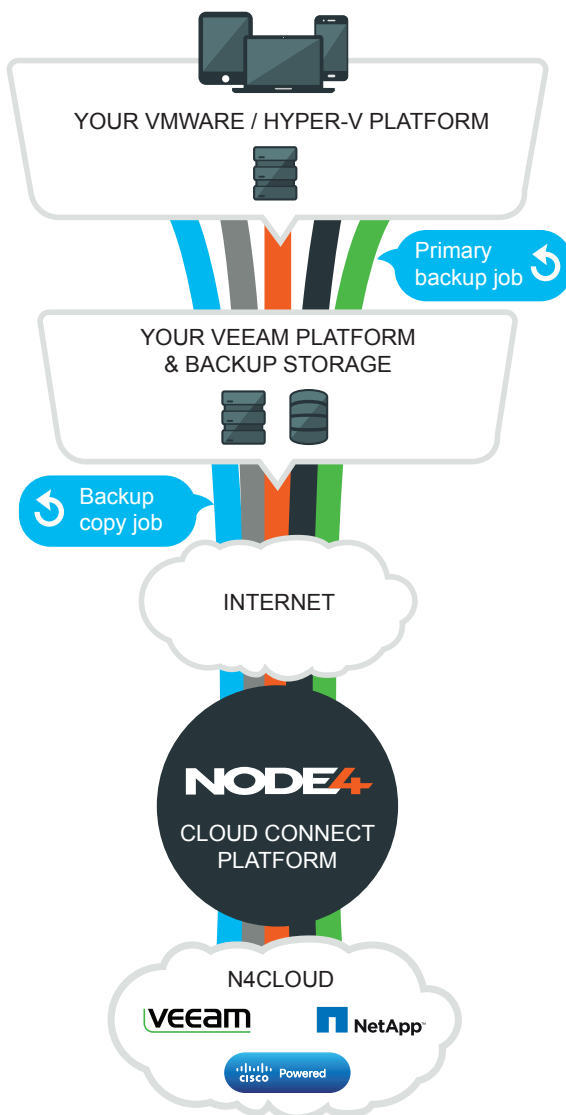 YOUR VMWARE / HYPER-V PLATFORM
Primary
backup job
YOUR VEEAM PLATFORM
& BACKUP STORAGE
Backup
copy job
INTERNET
NODE4
CLOUD CONNECT
PLATFORM
N4CLOUD
veeam
NetApp™
cisco Powered